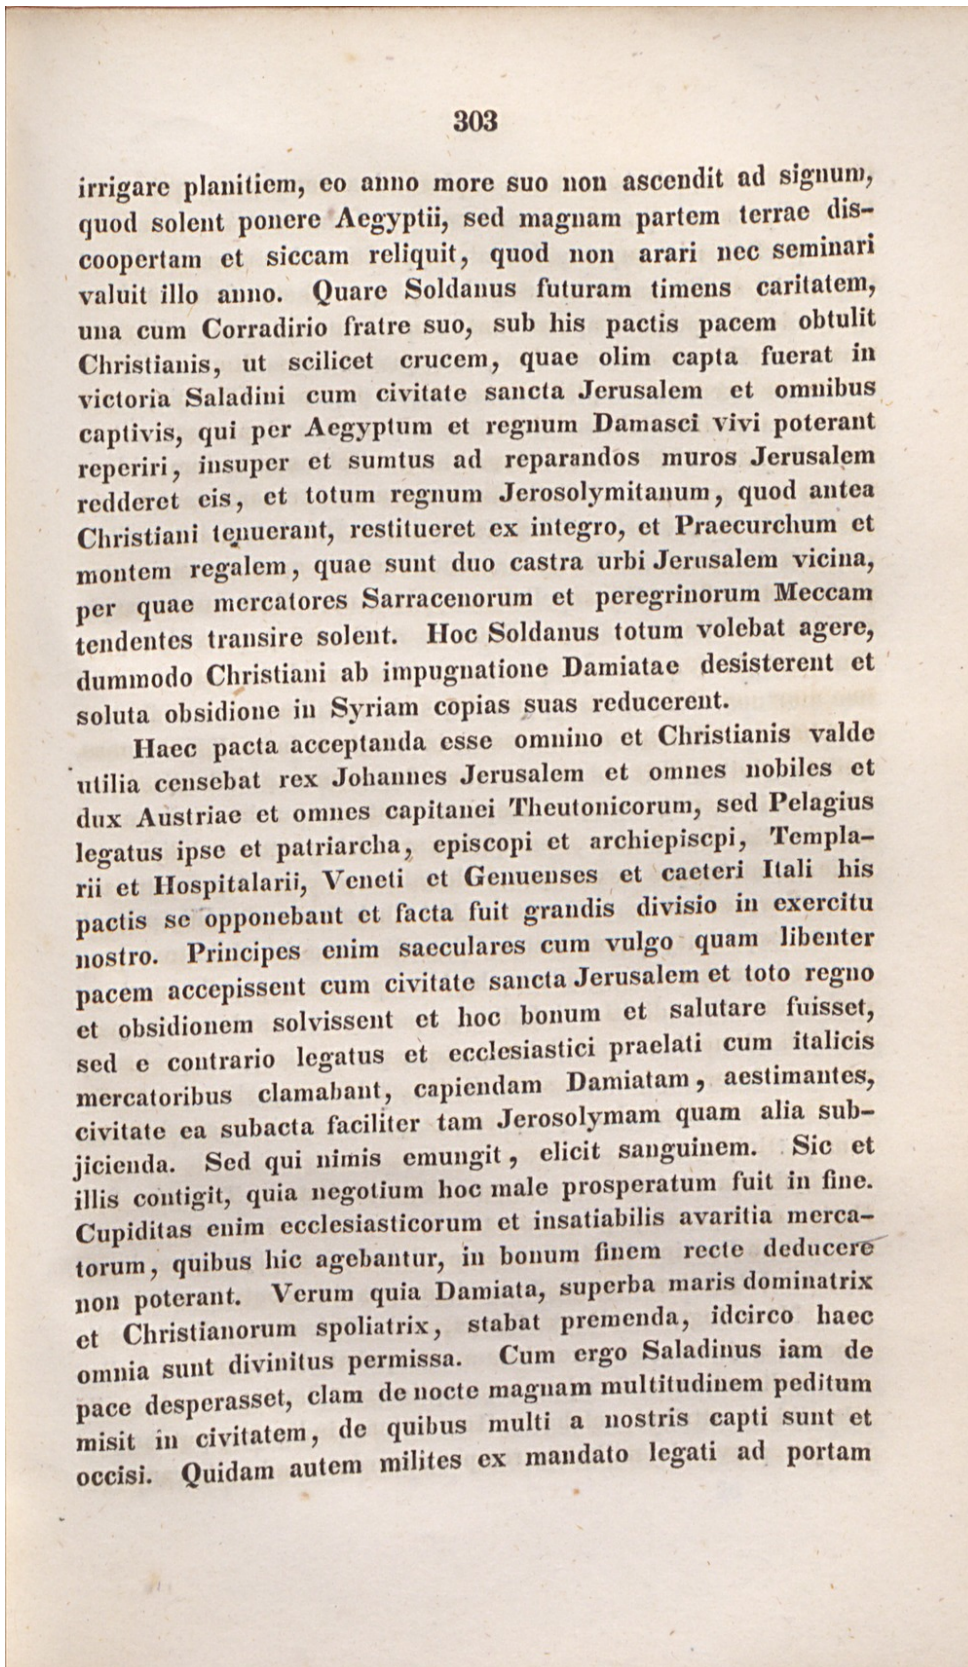 303
irrigare planitiem, eo anno more suo non ascendit ad signum,
quod solent ponere Aegyptii, sed magnam partem terrae dis-
coopertam et siccam reliquit, quod non arari nec seminari
valuit illo anno. Quare Soldanus futuram timens caritatem,
una cum Corradirio fratre suo, sub his pactis pacem obtulit
Christianis, ut scilicet crucem, quae olim capta fuerat in
victoria Saladini cum civitate sancta Jerusalem et omnibus
captivis, qui per Aegyptum et regnum Damasci vivi poterant
reperiri, insuper et sumtus ad reparandos muros Jerusalem
redderet eis, et totum regnum Jerosolymitanum, quod antea
Christiani tenuerant, restitueret ex integro, et Praecurchum et
montem regalem, quae sunt duo castra urbi Jerusalem vicina,
per quae mercatores Sarracenorum et peregrinorum Meccam
tendentes transire solent. Hoc Soldanus totum volebat agere,
dummodo Christiani ab impugnatione Damiatae desisterent et
soluta obsidione in Syriam copias suas reducerent.
Haec pacta acceptanda esse omnino et Christianis valde
utilia censebat rex Johannes Jerusalem et omnes nobiles et
dux Austriae et omnes capitanei Theutonicorum, sed Pelagius
legatus ipse et patriarcha, episcopi et archiepiscpi, Templa-
rii et Hospitalarii, Veneti et Genuenses et caeteri Itali his
pactis se opponebant et facta fuit grandis divisio in exercitu
nostro. Principes enim saeculares cum vulgo quam libenter
pacem accepissent cum civitate sancta Jerusalem et toto regno
et obsidionem solvissent et hoc bonum et salutare fuisset,
sed e contrario legatus et ecclesiastici praelati cum italicis
mercatoribus clamabant, capiendam Damiatam, aestimantes,
civitate ea subacta faciliter tam Jerosolymam quam alia sub-
jicienda. Sed qui nimis emungit, elicit sanguinem. Sic et
illis contigit, quia negotium hoc male prosperatum fuit in fine.
Cupiditas enim ecclesiasticorum et insatiabilis avaritia merca-
torum, quibus hic agebantur, in bonum finem recte deducere
non poterant. Verum quia Damiata, superba maris dominatrix
et Christianorum spoliatrix, stabat premenda, idcirco haec
omnia sunt divinitus permissa. Cum ergo Saladinus iam de
pace desperasset, clam de nocte magnam multitudinem peditum
misit in civitatem, de quibus multi a nostris capti sunt et
occisi. Quidam autem milites ex mandato legati ad portam